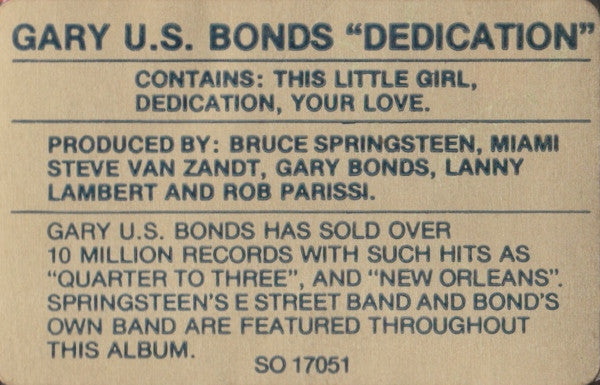 GARY U.S. BONDS “DEDICATION”
CONTAINS: THIS LITTLE GIRL,
DEDICATION, YOUR LOVE.
PRODUCED BY: BRUCE SPRINGSTEEN, MIAMI
STEVE VAN ZANDT, GARY BONDS, LANNY
LAMBERT AND ROB PARISSI.
GARY U.S. BONDS HAS SOLD OVER
10 MILLION RECORDS WITH SUCH HITS AS
“QUARTER TO THREE”, AND “NEW ORLEANS”.
SPRINGSTEEN’S E STREET BAND AND BOND’S
OWN BAND ARE FEATURED THROUGHOUT
THIS ALBUM.
SO 17051